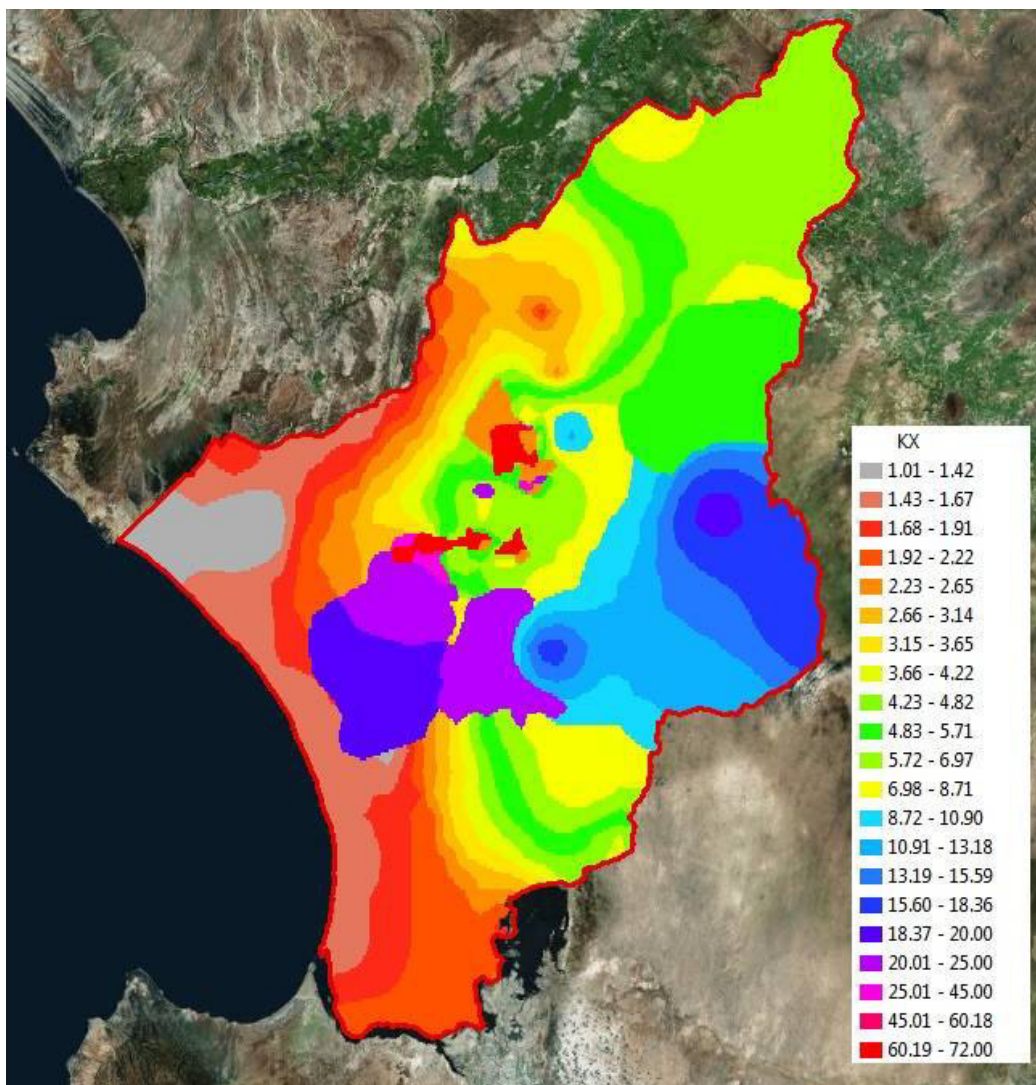 KX
1.01 - 1.42
1.43 - 1.67
1.68 - 1.91
1.92 - 2.22
2.23 - 2.65
2.66 - 3.14
3.15 - 3.65
3.66 - 4.22
4.23 - 4.82
4.83 - 5.71
5.72 - 6.97
6.98 - 8.71
8.72 - 10.90
10.91 - 13.18
13.19 - 15.59
15.60 - 18.36
18.37 - 20.00
20.01 - 25.00
25.01 - 45.00
45.01 - 60.18
60.19 - 72.00